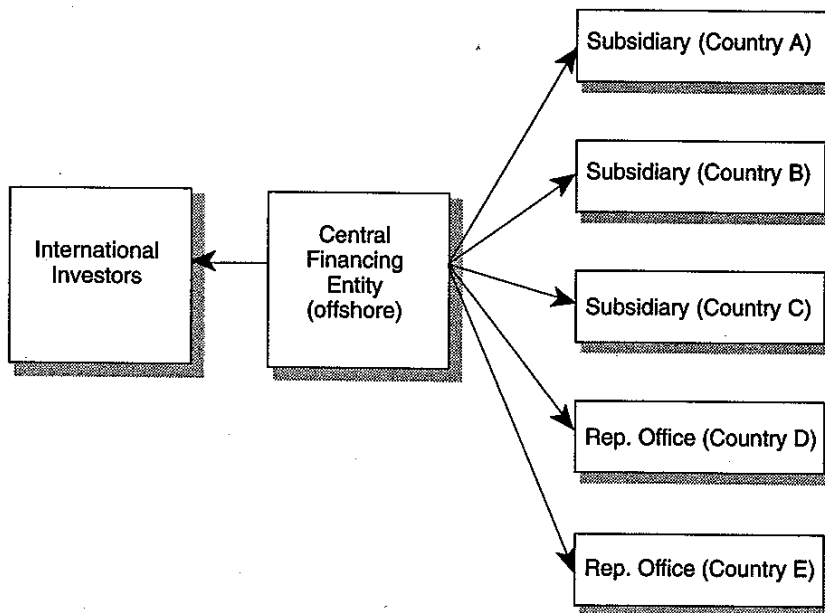 International
Investors
Central
Financing
Entity
(offshore)
Subsidiary (Country A)
Subsidiary (Country B)
Subsidiary (Country C)
Rep. Office (Country D)
Rep. Office (Country E)